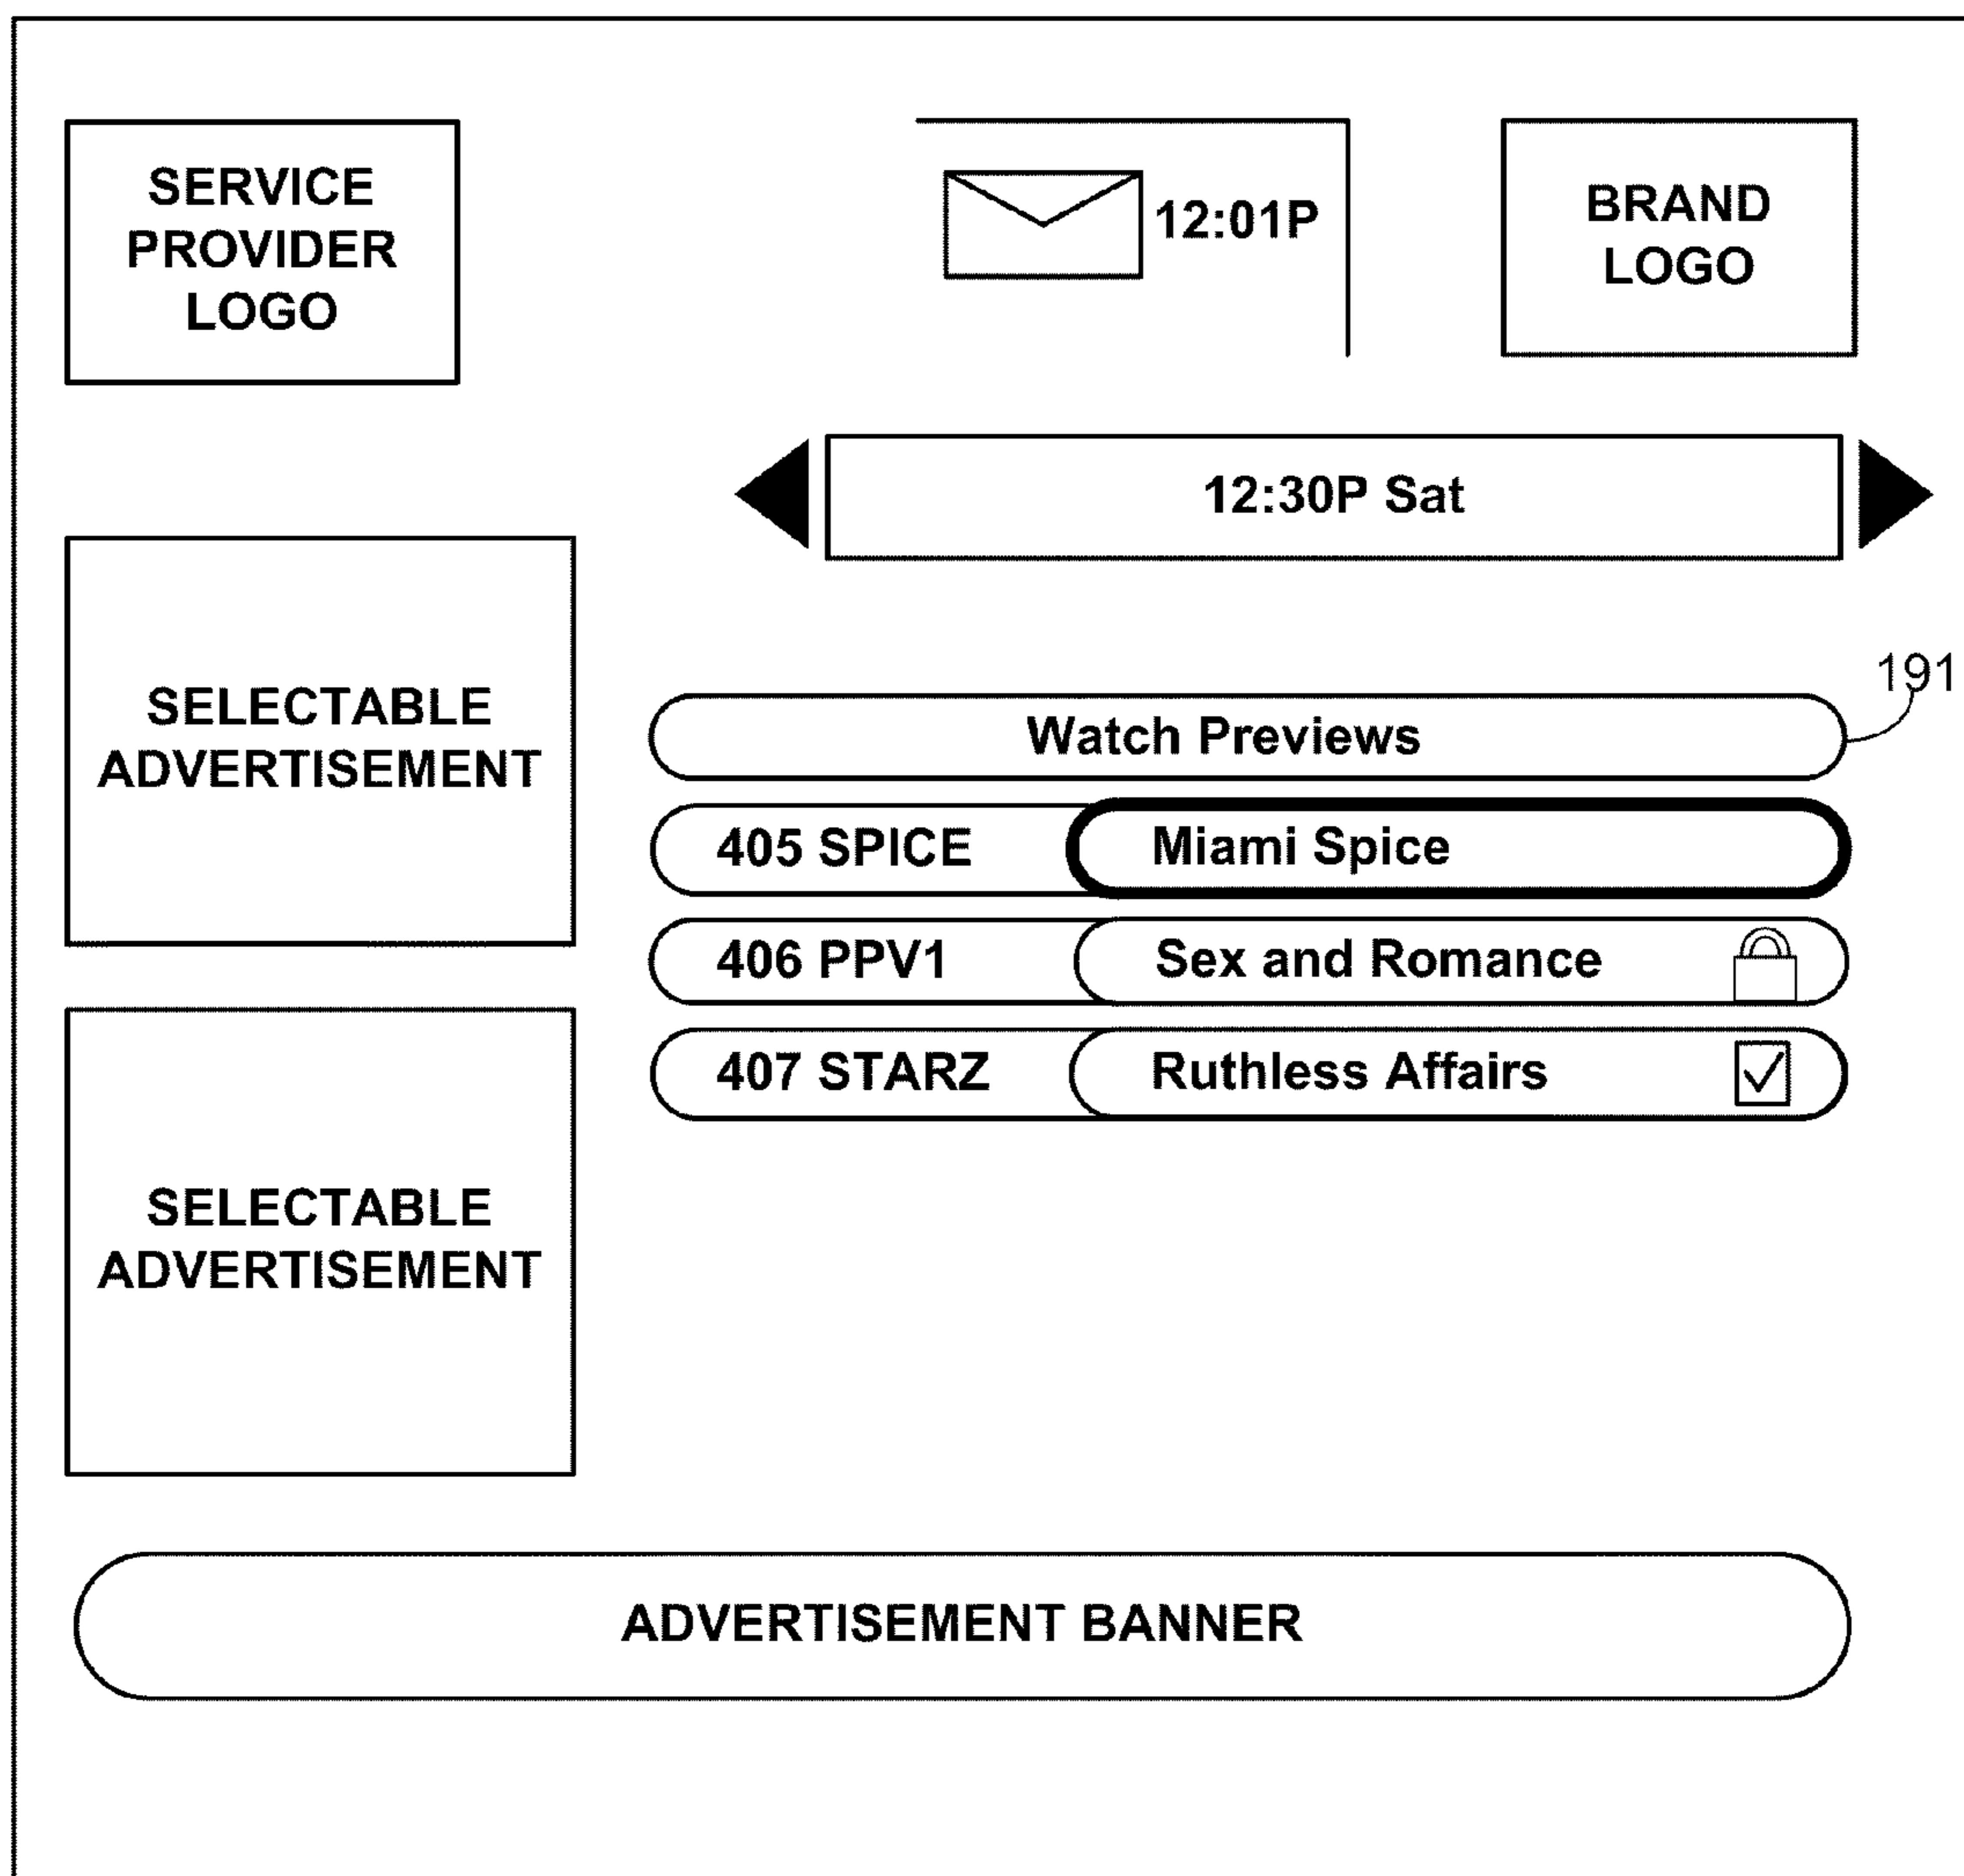 SERVICE
PROVIDER
LOGO
12:01P
BRAND
LOGO
12:30P Sat
191
SELECTABLE
ADVERTISEMENT
Watch Previews
405 SPICE Miami Spice
406 PPV1 Sex and Romance
407 STARZ Ruthless Affairs
SELECTABLE
ADVERTISEMENT
ADVERTISEMENT BANNER